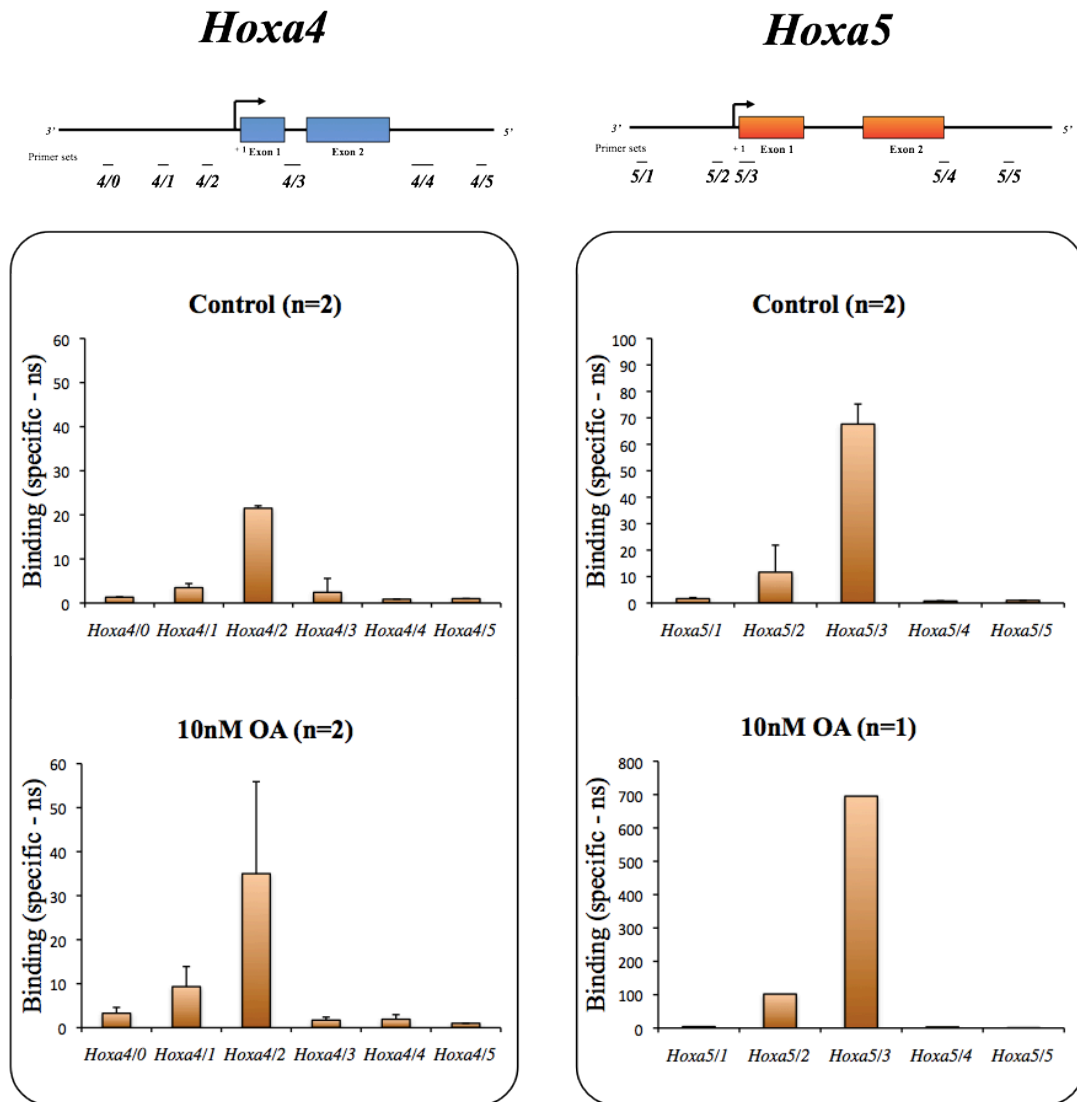 Hoxa4
3' 5'
+ 1 Exon 1 Exon 2
Primer sets
4/0 4/1 4/2 4/3 4/4 4/5
Control (n=2)
Binding (specific - ns)
60
50
40
30
20
10
0
Hoxa4/0 Hoxa4/1 Hoxa4/2 Hoxa4/3 Hoxa4/4 Hoxa4/5
10nM OA (n=2)
Binding (specific - ns)
60
50
40
30
20
10
0
Hoxa4/0 Hoxa4/1 Hoxa4/2 Hoxa4/3 Hoxa4/4 Hoxa4/5
Hoxa5
3' 5'
Primer sets + 1 Exon 1 Exon 2
5/1 5/2 5/3 5/4 5/5
Control (n=2)
Binding (specific - ns)
100
90
80
70
60
50
40
30
20
10
0
Hoxa5/1 Hoxa5/2 Hoxa5/3 Hoxa5/4 Hoxa5/5
10nM OA (n=1)
Binding (specific - ns)
800
700
600
500
400
300
200
100
0
Hoxa5/1 Hoxa5/2 Hoxa5/3 Hoxa5/4 Hoxa5/5